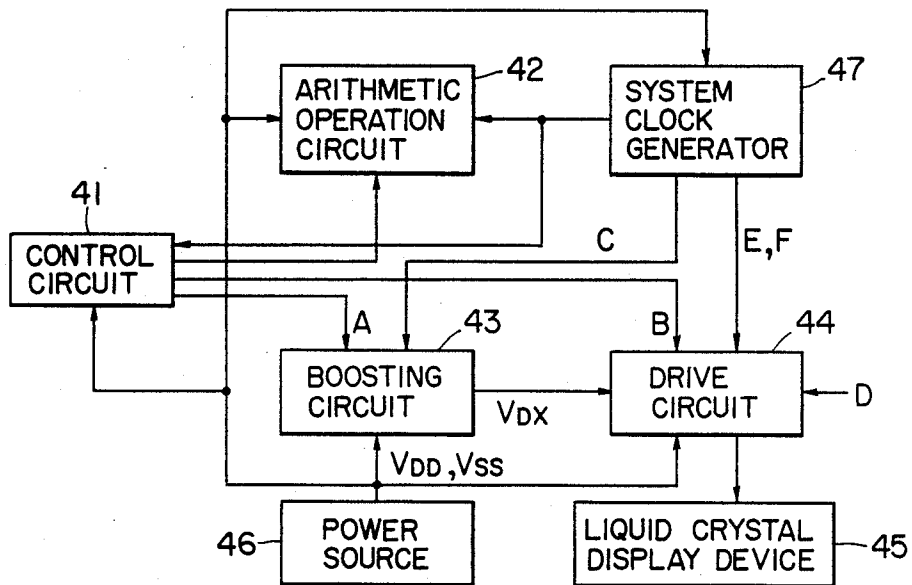 42
ARITHMETIC
OPERATION
CIRCUIT
47
SYSTEM
CLOCK
GENERATOR
41
CONTROL
CIRCUIT
C
E,F
A
B
43
BOOSTING
CIRCUIT
44
DRIVE
CIRCUIT
D
VDX
VDD,VSS
46
POWER
SOURCE
LIQUID CRYSTAL
DISPLAY DEVICE
45